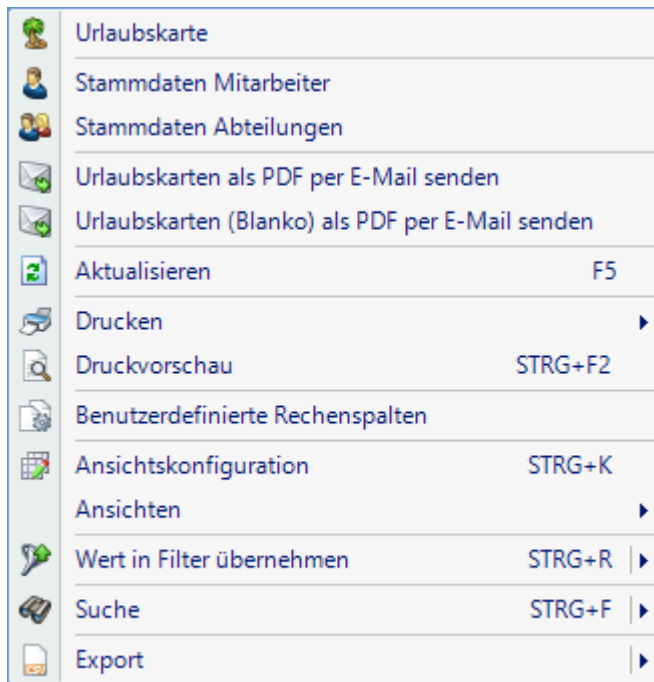 Urlaubskarte
Stammdaten Mitarbeiter
Stammdaten Abteilungen
Urlaubskarten als PDF per E-Mail senden
Urlaubskarten (Blanko) als PDF per E-Mail senden
Aktualisieren F5
Drucken
Druckvorschau STRG+F2
Benutzerdefinierte Rechenspalten
Ansichtskonfiguration STRG+K
Ansichten
Wert in Filter übernehmen STRG+R
Suche STRG+F
Export